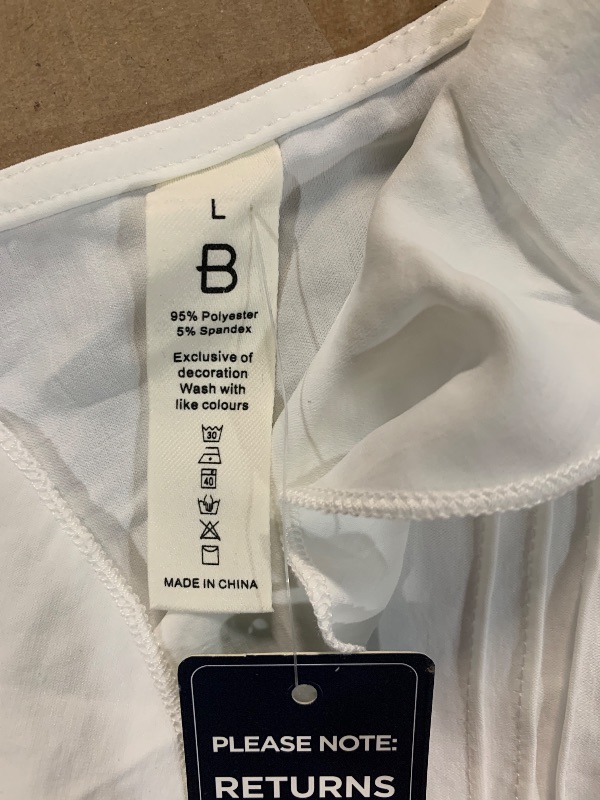 L
B
95% Polyester
5% Spandex
Exclusive of
decoration
Wash with
like colours
30
40
MADE IN CHINA
PLEASE NOTE:
RETURNS